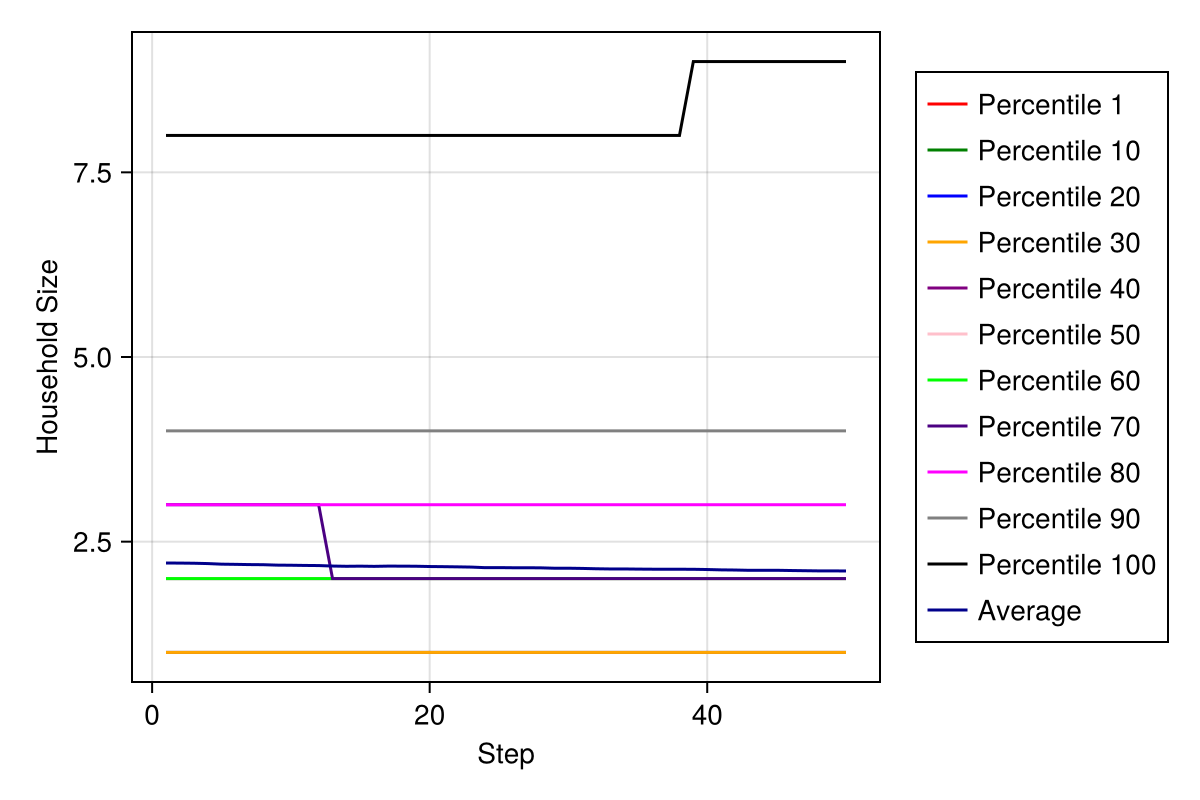 7.5
5.0
2.5
Household Size
0
20
40
Step
Percentile 1
Percentile 10
Percentile 20
Percentile 30
Percentile 40
Percentile 50
Percentile 60
Percentile 70
Percentile 80
Percentile 90
Percentile 100
Average